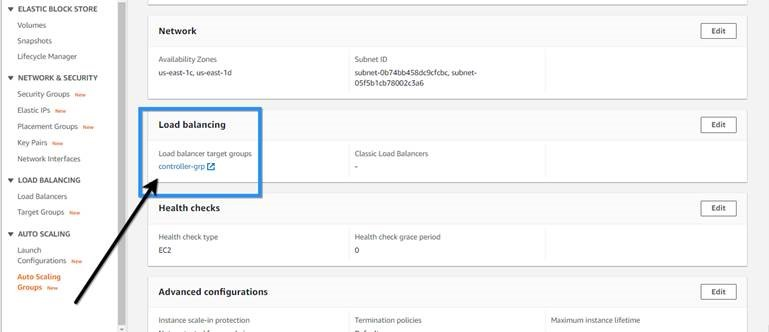 ELASTIC BLOCK STORE
Volumes
Snapshots
Lifecycle Manager
NETWORK & SECURITY
Security Groups New
Elastic IPs New
Placement Groups New
Key Pairs New
Network Interfaces
LOAD BALANCING
Load Balancers
Target Groups New
AUTO SCALING
Launch
Configurations New
Auto Scaling
Groups New
Network Edit
Availability Zones Subnet ID
us-east-1c, us-east-1d subnet-0b74bb458dc9cfcbc, subnet-
05f5b1cb78002c3a6
Load balancing Edit
Load balancer target groups Classic Load Balancers
controller-grp -
Health checks Edit
Health check type Health check grace period
EC2 0
Advanced configurations Edit
Instance scale-in protection Termination policies Maximum instance lifetime